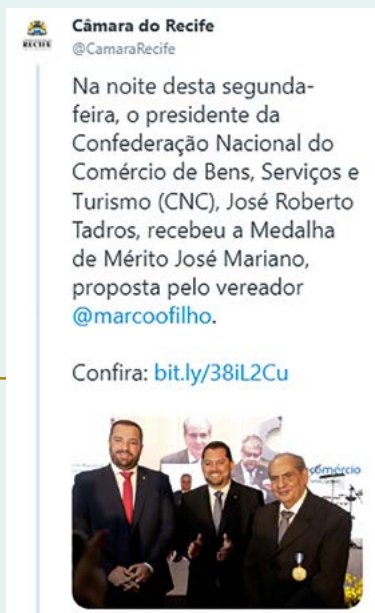 RECIFE
Câmara do Recife
@CamaraRecife
Na noite desta segunda-
feira, o presidente da
Confederação Nacional do
Comércio de Bens, Serviços e
Turismo (CNC), José Roberto
Tadros, recebeu a Medalha
de Mérito José Mariano,
proposta pelo vereador
@marcoofilho.
Confira: bit.ly/38iL2Cu
comércio